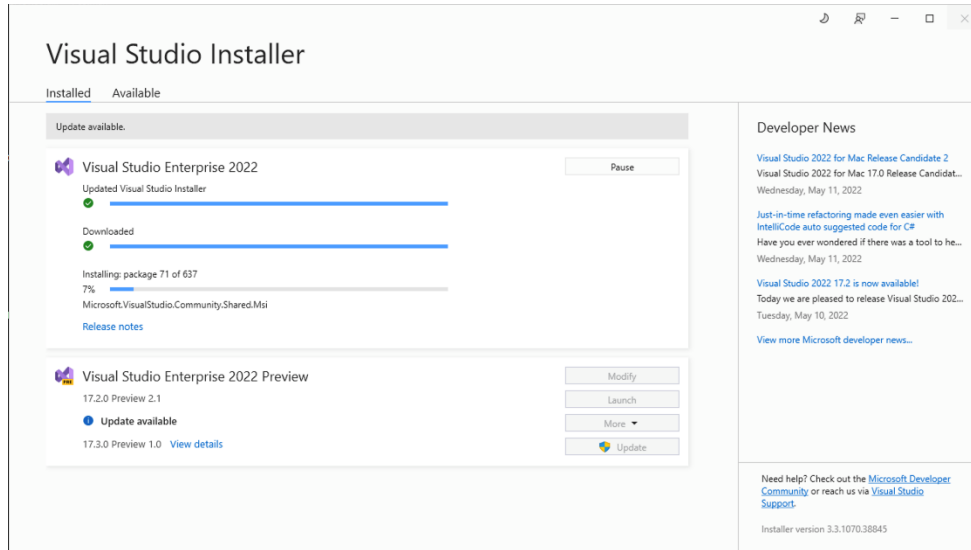 Visual Studio Installer
Installed
Available
Update available.
Visual Studio Enterprise 2022
Pause
Updated Visual Studio Installer
Downloaded
Installing: package 71 of 637
7%
Microsoft.VisualStudio.Community.Shared.Msi
Release notes
PRE
Visual Studio Enterprise 2022 Preview
Modify
17.2.0 Preview 2.1
Launch
Update available
More
17.3.0 Preview 1.0 View details
Update
Developer News
Visual Studio 2022 for Mac Release Candidate 2
Visual Studio 2022 for Mac 17.0 Release Candidat...
Wednesday, May 11, 2022
Just-in-time refactoring made even easier with
IntelliCode auto suggested code for C#
Have you ever wondered if there was a tool to he...
Wednesday, May 11, 2022
Visual Studio 2022 17.2 is now available!
Today we are pleased to release Visual Studio 202...
Tuesday, May 10, 2022
View more Microsoft developer news...
Need help? Check out the Microsoft Developer
Community or reach us via Visual Studio
Support.
Installer version 3.3.1070.38845